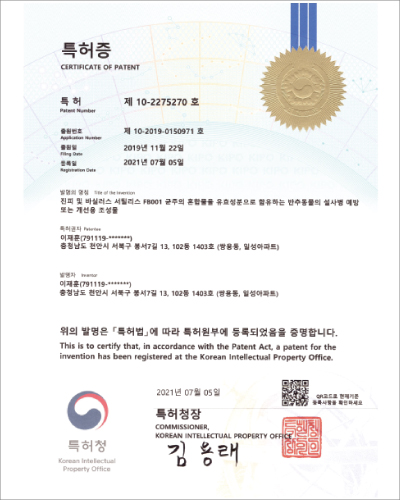 특허증
CERTIFICATE OF PATENT
특 허 제 10-2275270 호
Patent Number
출원번호 제 10-2019-0150971 호
Application Number
출원일 2019년 11월 22일
Filing Date
등록일 2021년 07월 05일
Registration Date
발명의 명칭 Title of the Invention
진피 및 바실러스 서틸리스 FB001 균주의 혼합물을 유효성분으로 함유하는 반추동물의 설사병 예방
또는 개선용 조성물
특허권자 Patentee
이재훈(791119-*******)
충청남도 천안시 서북구 봉서7길 13, 102동 1403호 (쌍용동, 일성아파트)
발명자 Inventor
이재훈(791119-*******)
충청남도 천안시 서북구 봉서7길 13, 102동 1403호 (쌍용동, 일성아파트)
위의 발명은 「특허법」에 따라 특허원부에 등록되었음을 증명합니다.
This is to certify that, in accordance with the Patent Act, a patent for the
invention has been registered at the Korean Intellectual Property Office.
2021년 07월 05일
QR코드로 현재기준
등록사항을 확인하세요
특허청
Korean Intellectual
Property Office
특허청장
COMMISSIONER,
KOREAN INTELLECTUAL PROPERTY OFFICE
김용래